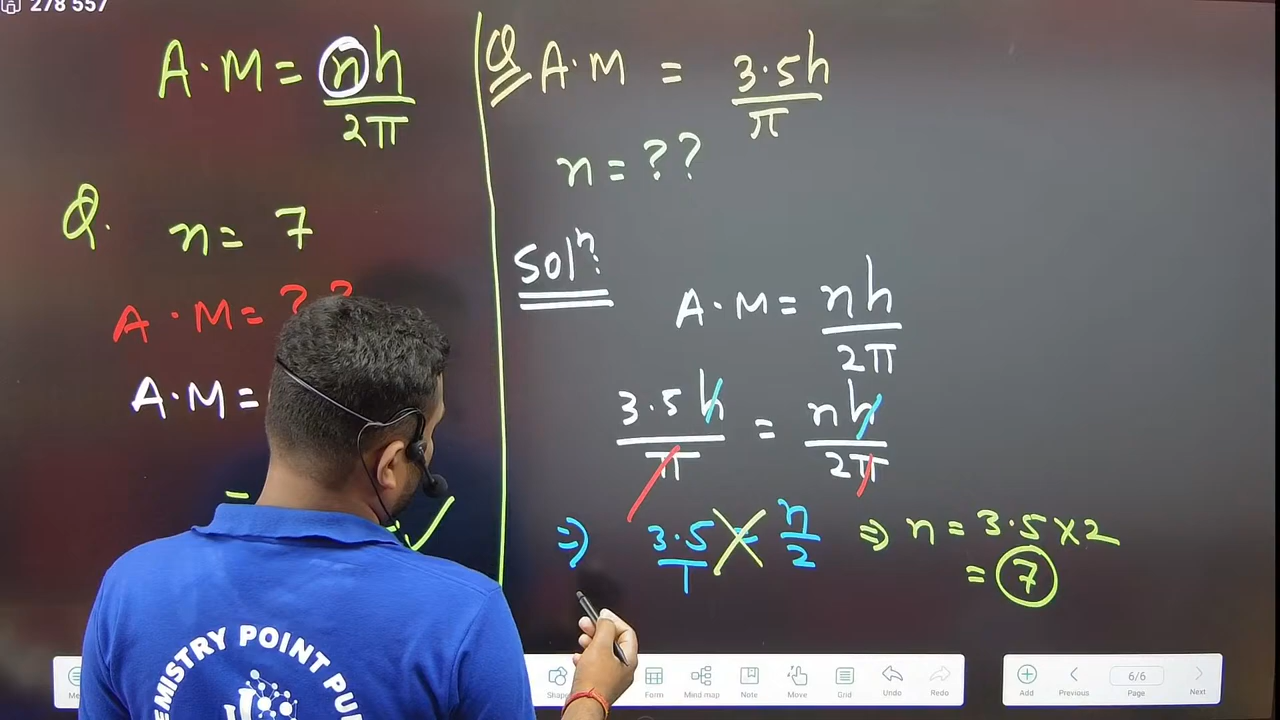 278 557
A.M = nh/2π
Q. n = 7
A.M = ??
A.M =
=
Q A.M = 3.5h/π
n = ??
Solⁿ:
A.M = nh/2π
3.5h/π = nh/2π
⇒ 3.5/1 = n/2 ⇒ n = 3.5×2
= 7
EMISTRY POINT PU
Form Mind map Note Move Grid Undo Redo
Add Previous 6/6 Page Next